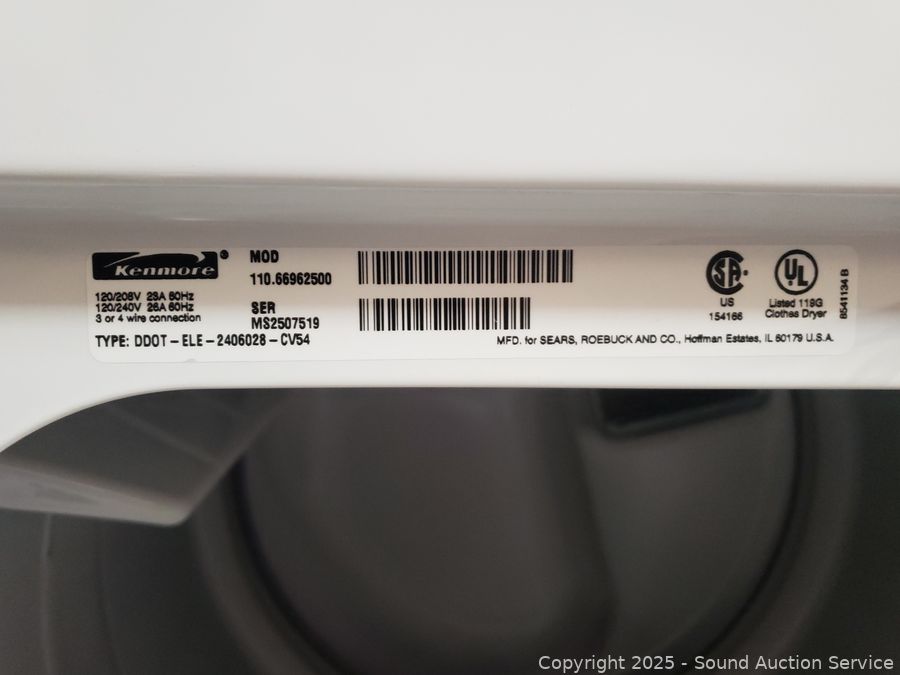 Kenmore®
MOD
110.66962500
120/208V 23A 60Hz
120/240V 26A 60Hz
3 or 4 wire connection
SER
MS2507519
TYPE: DDOT-ELE-2406028-CV54
SA
US
154166
UL
Listed 119G
Clothes Dryer
8541134 B
MFD. for SEARS, ROEBUCK AND CO., Hoffman Estates, IL 60179 U.S.A.
Copyright 2025 - Sound Auction Service